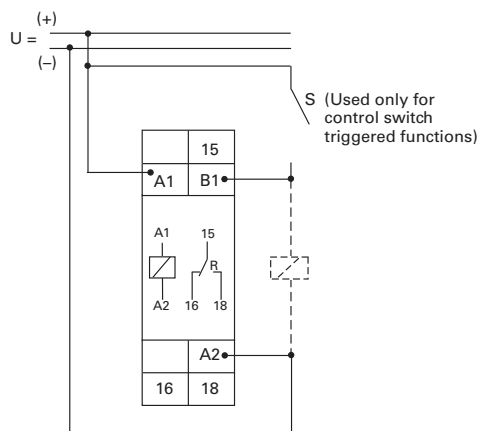 (+)
U =
(–)
S (Used only for
control switch
triggered functions)
15
A1 B1
A1 15
R
A2 16 18
A2
16 18